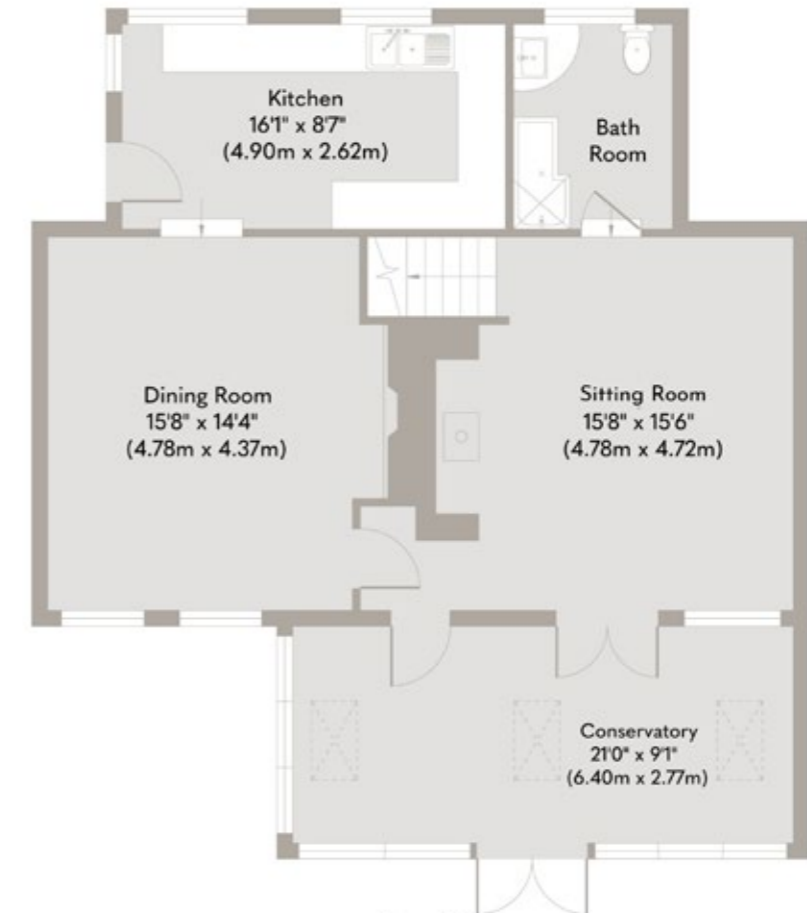 Kitchen
16'1" x 8'7"
(4.90m x 2.62m)
Bath
Room
Dining Room
15'8" x 14'4"
(4.78m x 4.37m)
Sitting Room
15'8" x 15'6"
(4.78m x 4.72m)
Conservatory
21'0" x 9'1"
(6.40m x 2.77m)